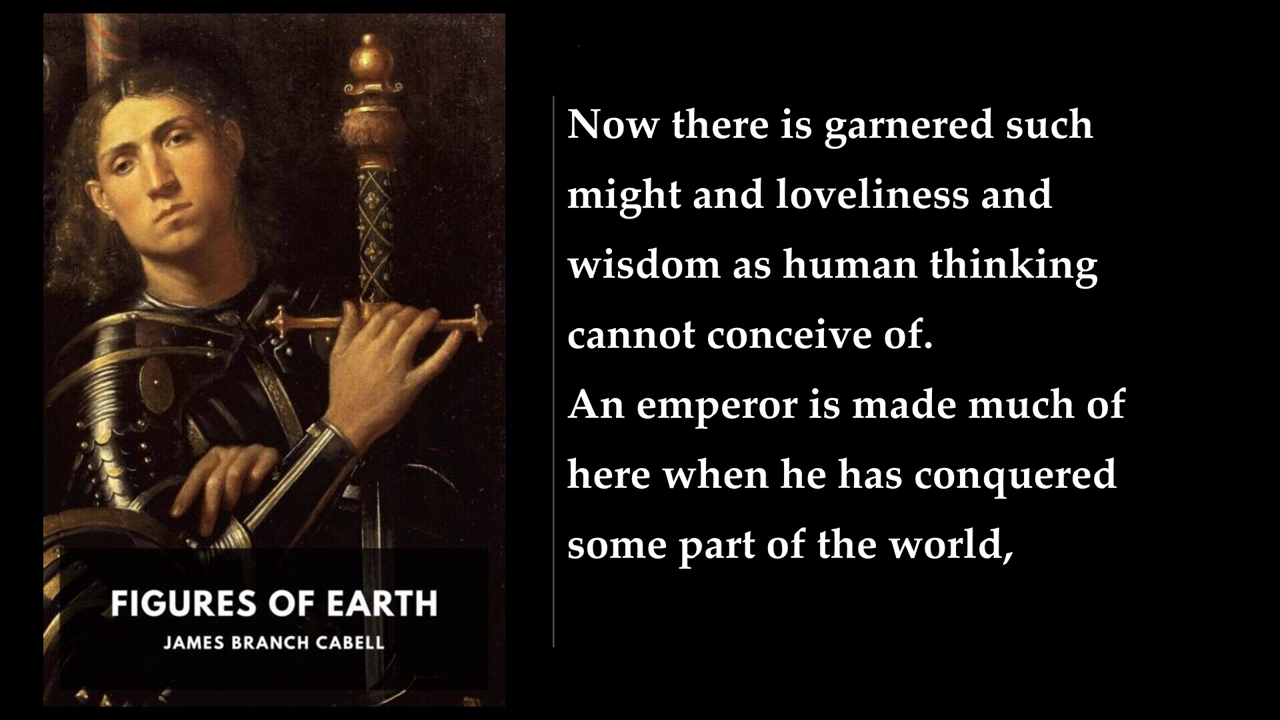 Now there is garnered such
might and loveliness and
wisdom as human thinking
cannot conceive of.
An emperor is made much of
here when he has conquered
some part of the world,
FIGURES OF EARTH
JAMES BRANCH CABELL